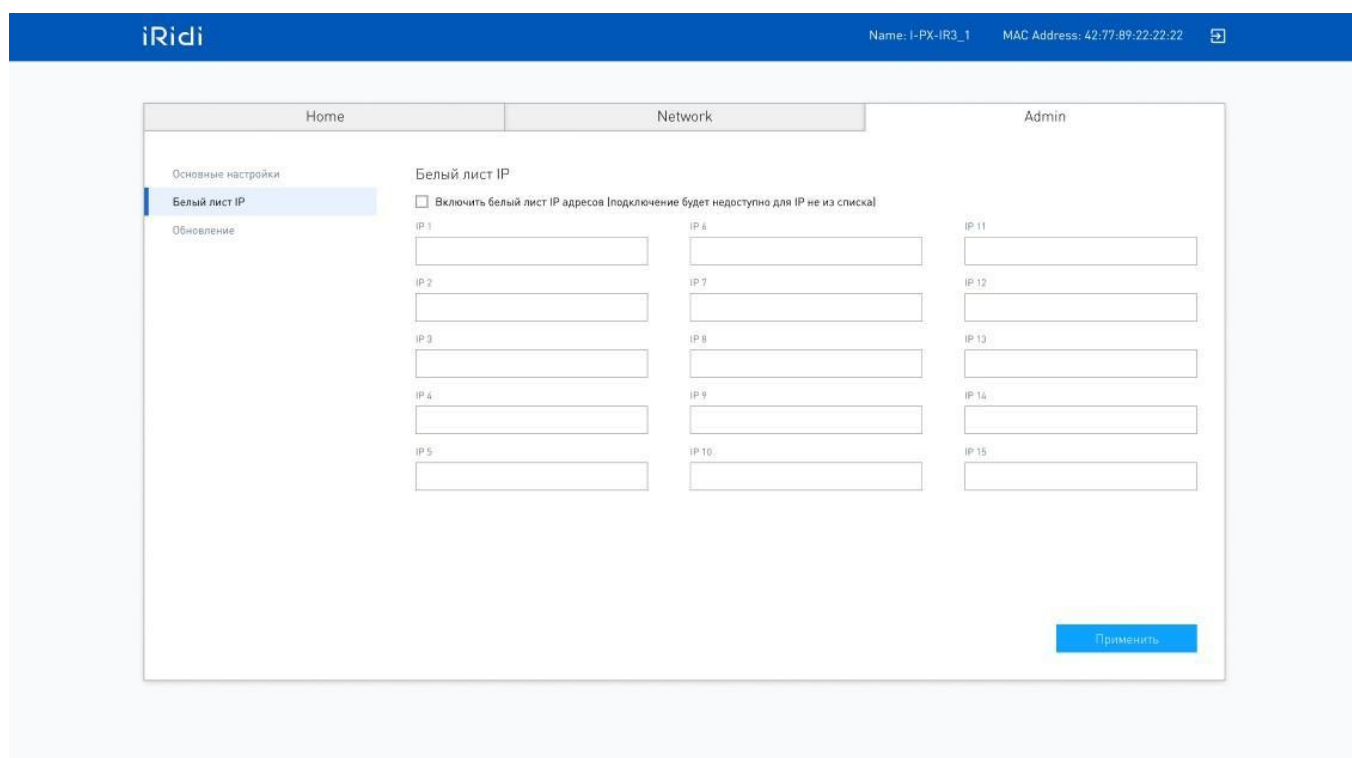 iRidi
Name: I-PX-IR3_1 MAC Address: 42:77:89:22:22:22
Home Network Admin
Основные настройки
Белый лист IP
Обновление
Белый лист IP
Включить белый лист IP адресов (подключение будет недоступно для IP не из списка)
IP 1 IP 6 IP 11
IP 2 IP 7 IP 12
IP 3 IP 8 IP 13
IP 4 IP 9 IP 14
IP 5 IP 10 IP 15
Применить